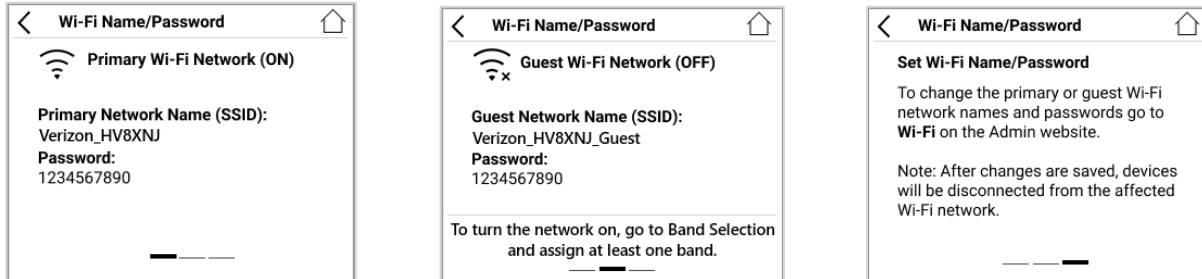 Wi-Fi Name/Password
Primary Wi-Fi Network (ON)
Primary Network Name (SSID):
Verizon_HV8XNJ
Password:
1234567890
Wi-Fi Name/Password
Guest Wi-Fi Network (OFF)
Guest Network Name (SSID):
Verizon_HV8XNJ_Guest
Password:
1234567890
To turn the network on, go to Band Selection
and assign at least one band.
Wi-Fi Name/Password
Set Wi-Fi Name/Password
To change the primary or guest Wi-Fi
network names and passwords go to
Wi-Fi on the Admin website.
Note: After changes are saved, devices
will be disconnected from the affected
Wi-Fi network.